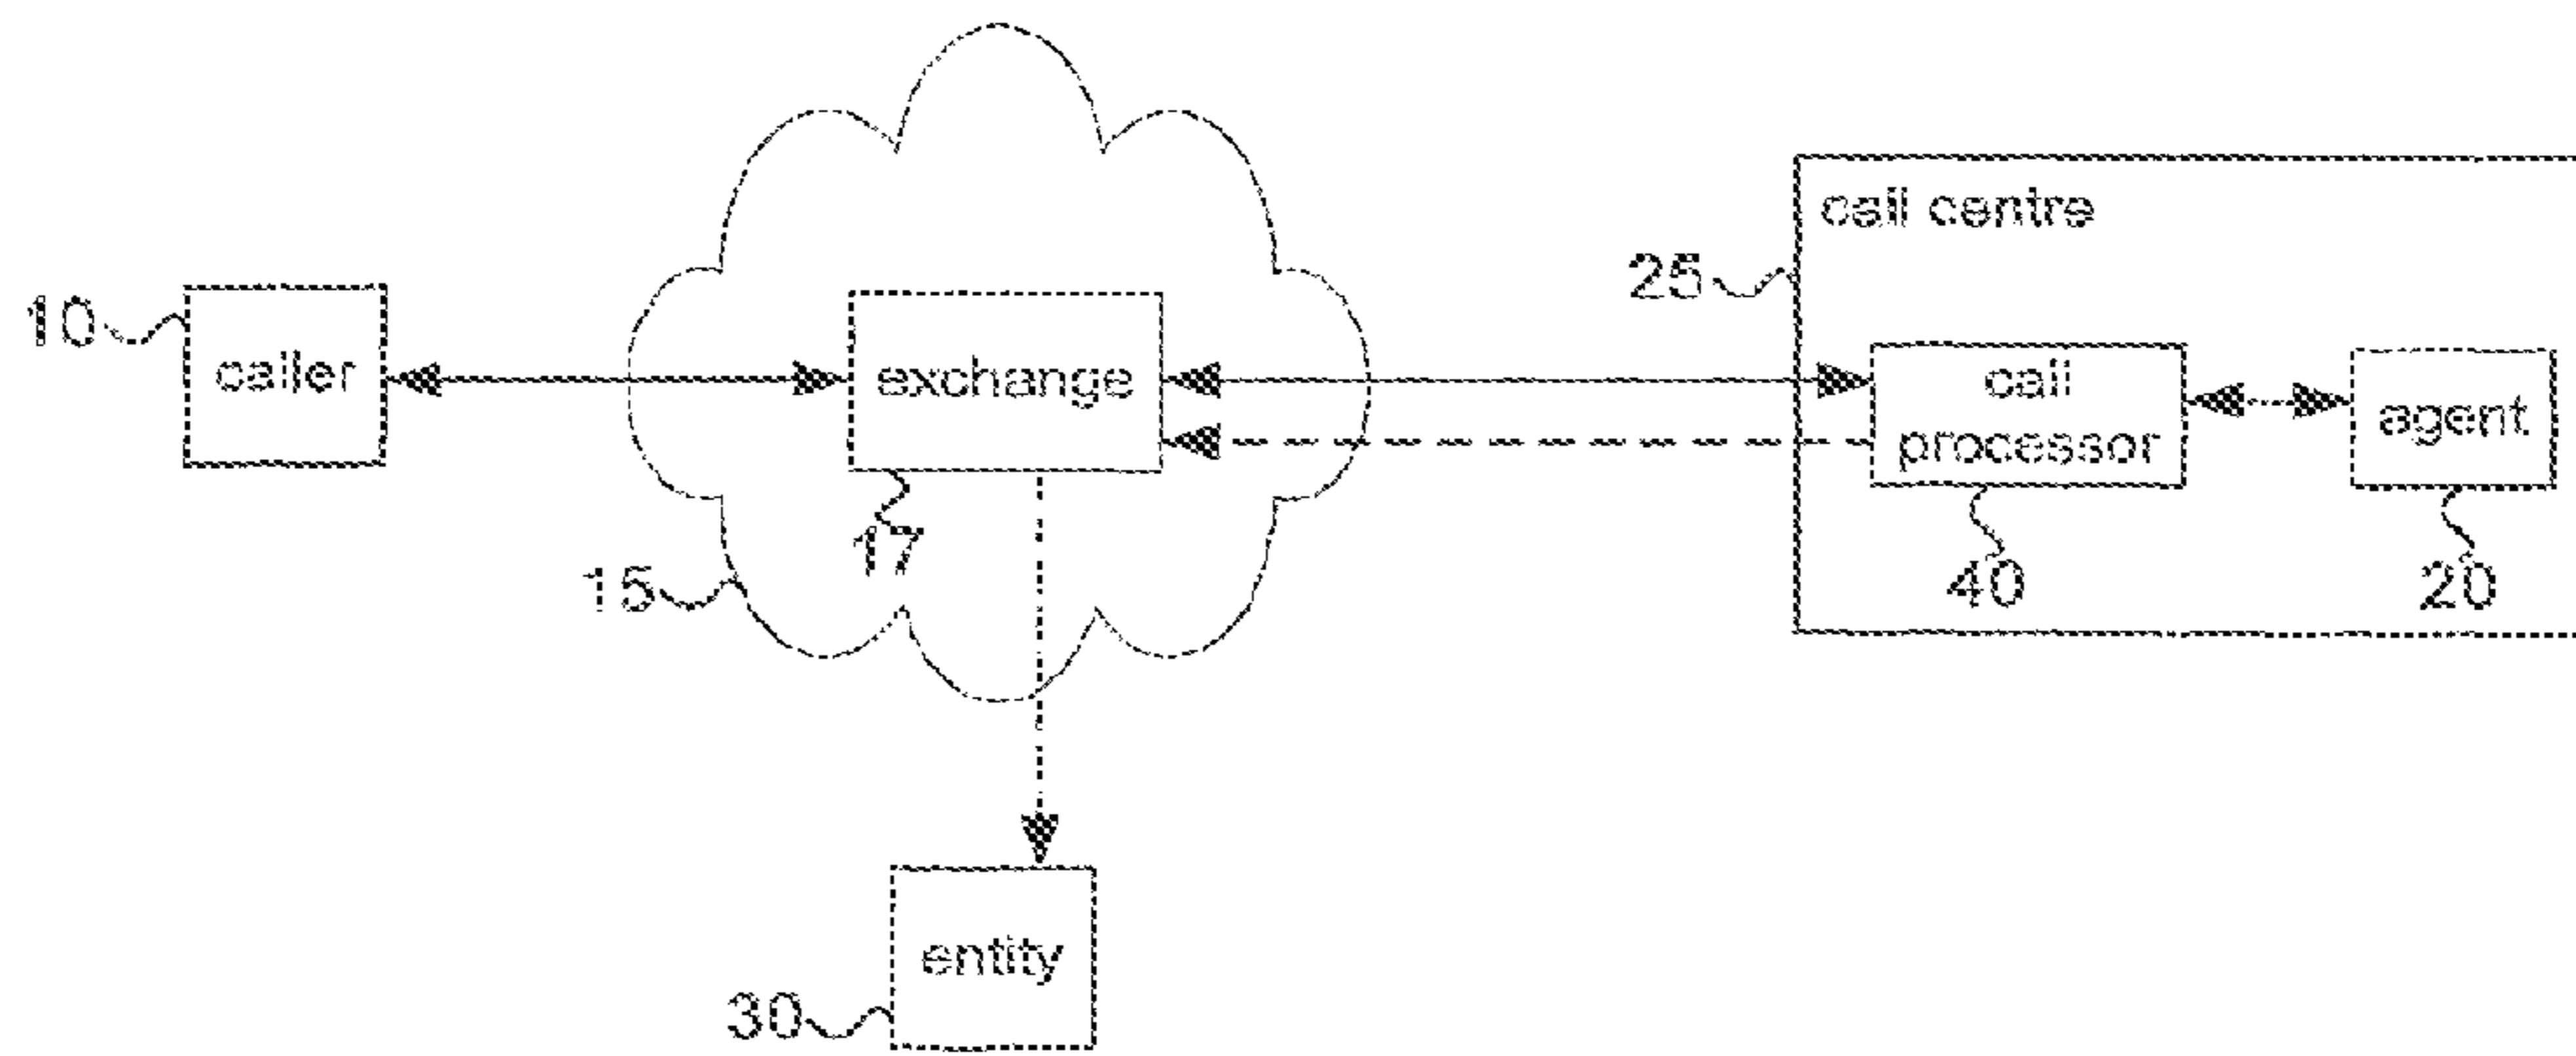 call centre
25
10
caller
exchange
call
processor
agent
17
15
40
20
entity
30